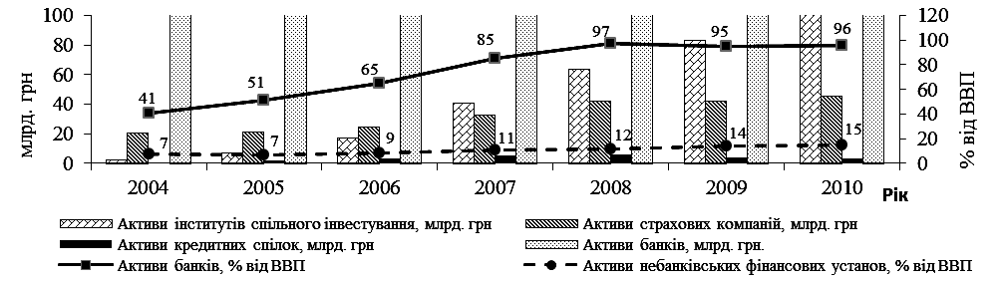 100
80
60
40
20
0
млрд. грн
41
51
65
85
97
95
96
7
7
9
11
12
14
15
120
100
80
60
40
20
0
% від ВВП
2004 2005 2006 2007 2008 2009 2010
Рік
Активи інститутів спільного інвестування, млрд. грн
Активи страхових компаній, млрд. грн
Активи кредитних спілок, млрд. грн
Активи банків, млрд. грн.
Активи банків, % від ВВП
Активи небанківських фінансових установ, % від ВВП